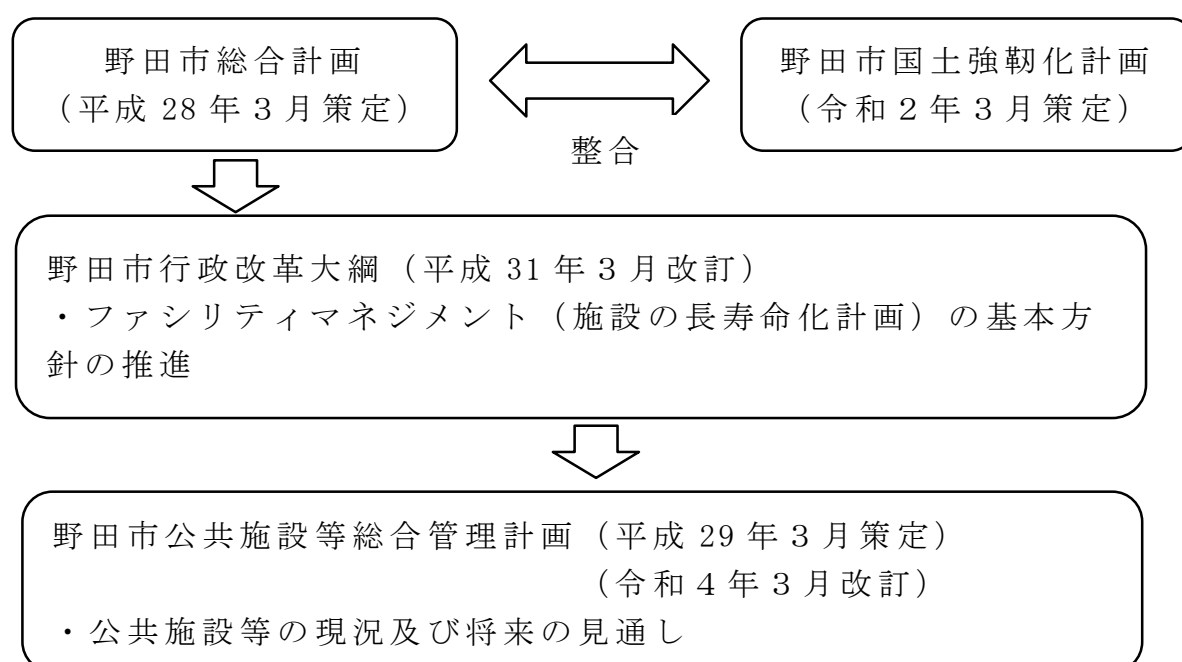 野田市総合計画
（平成 28 年３月策定）
野田市国土強靭化計画
（令和２年３月策定）
整合
野田市行政改革大綱（平成 31 年３月改訂）
・ファシリティマネジメント（施設の長寿命化計画）の基本方
針の推進
野田市公共施設等総合管理計画（平成 29 年３月策定）
（令和４年３月改訂）
・公共施設等の現況及び将来の見通し